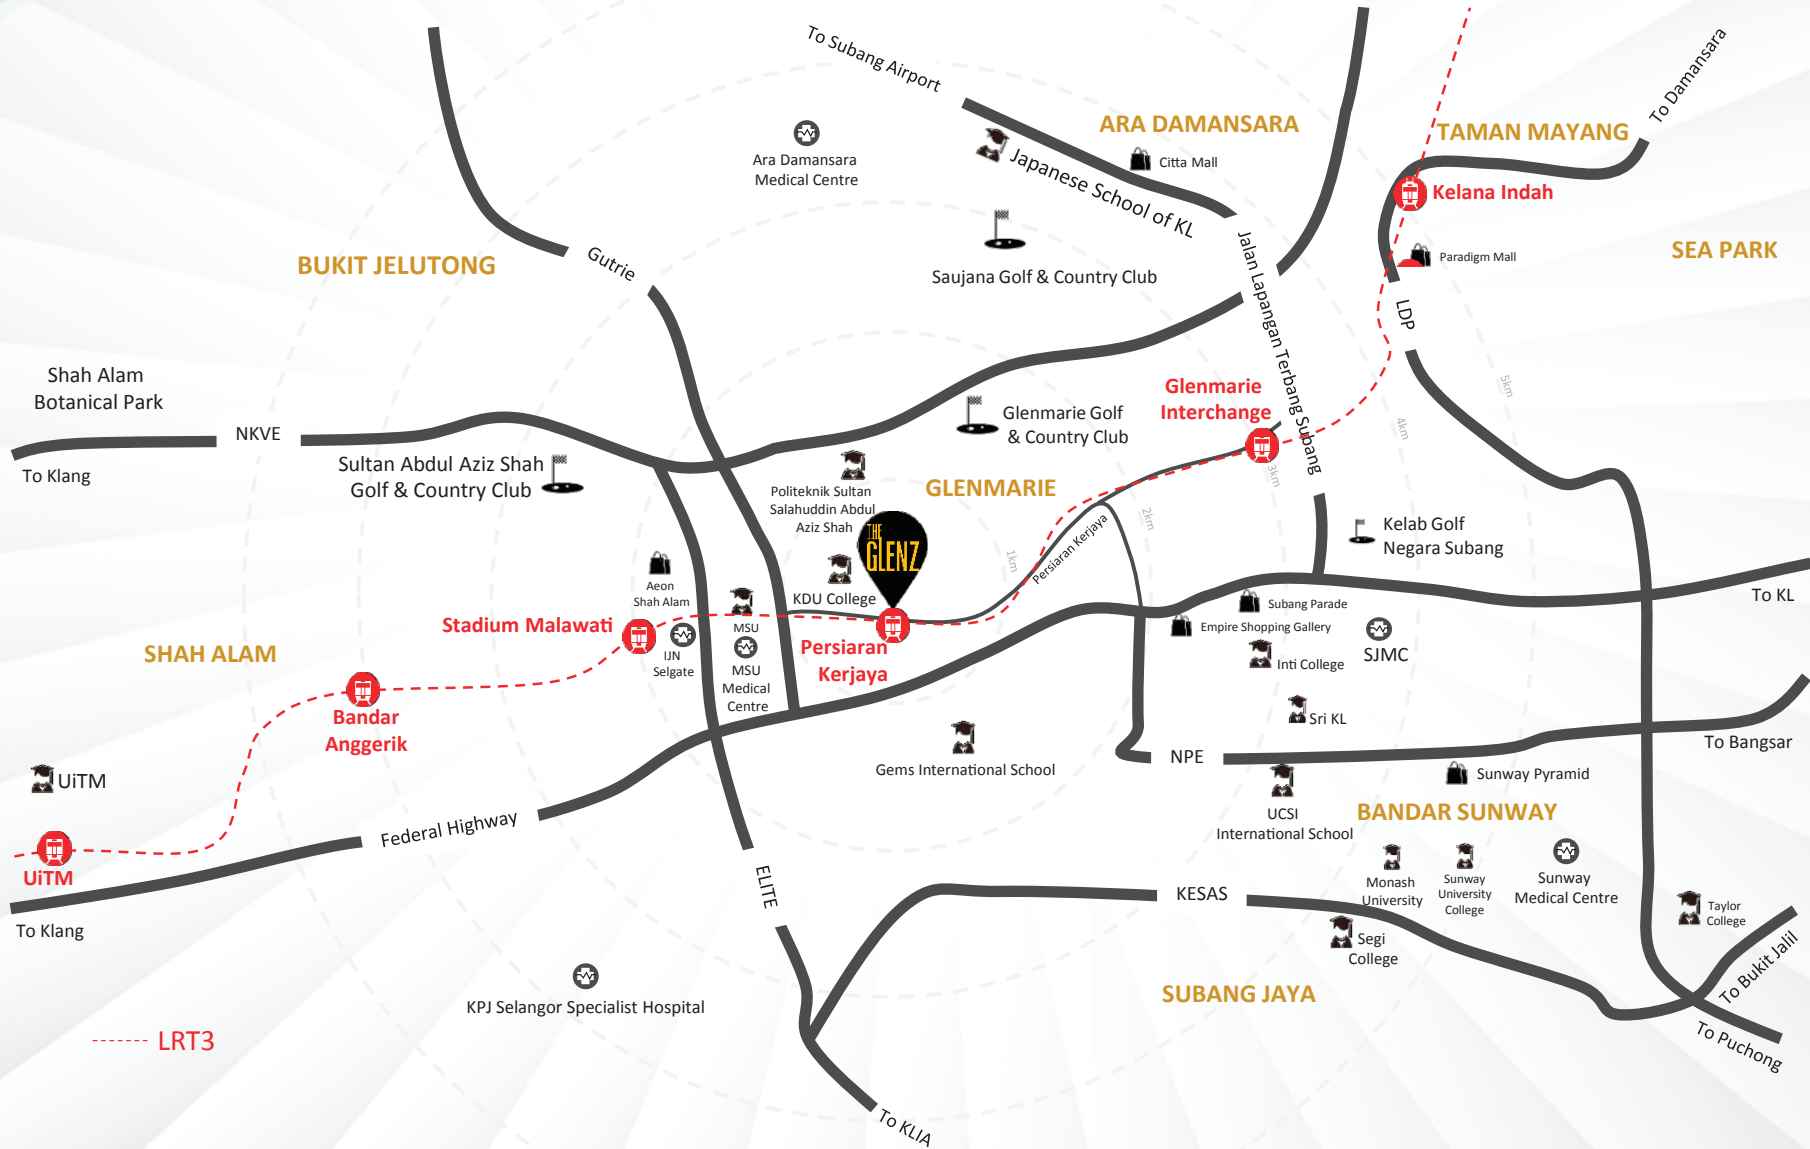 To Subang Airport
To Damansara
ARA DAMANSARA
TAMAN MAYANG
Citta Mall
Ara Damansara
Medical Centre
Japanese School of KL
Kelana Indah
Gutrie
BUKIT JELUTONG
Saujana Golf & Country Club
Jalan Lapangan Terbang Subang
Paradigm Mall
SEA PARK
LDP
Shah Alam
Botanical Park
NKVE
To Klang
Sultan Abdul Aziz Shah
Golf & Country Club
Glenmarie
Interchange
Glenmarie Golf
& Country Club
5km
4km
3km
2km
1km
Politeknik Sultan
Salahuddin Abdul
Aziz Shah
GLENMARIE
THE
GLENZ
Persiaran Kerjaya
Kelab Golf
Negara Subang
Aeon
Shah Alam
KDU College
To KL
Subang Parade
Empire Shopping Gallery
Stadium Malawati
IJN
Selgate
MSU
MSU
Medical
Centre
Persiaran
Kerjaya
SJMC
Inti College
SHAH ALAM
Bandar
Anggerik
Sri KL
Gems International School
NPE
To Bangsar
Sunway Pyramid
UiTM
UiTM
Federal Highway
UCSI
International School
BANDAR SUNWAY
ELITE
KESAS
Monash
University
Sunway
University
College
Sunway
Medical Centre
Taylor
College
To Klang
Segi
College
To Bukit Jalil
KPJ Selangor Specialist Hospital
SUBANG JAYA
LRT3
To Puchong
To KLIA